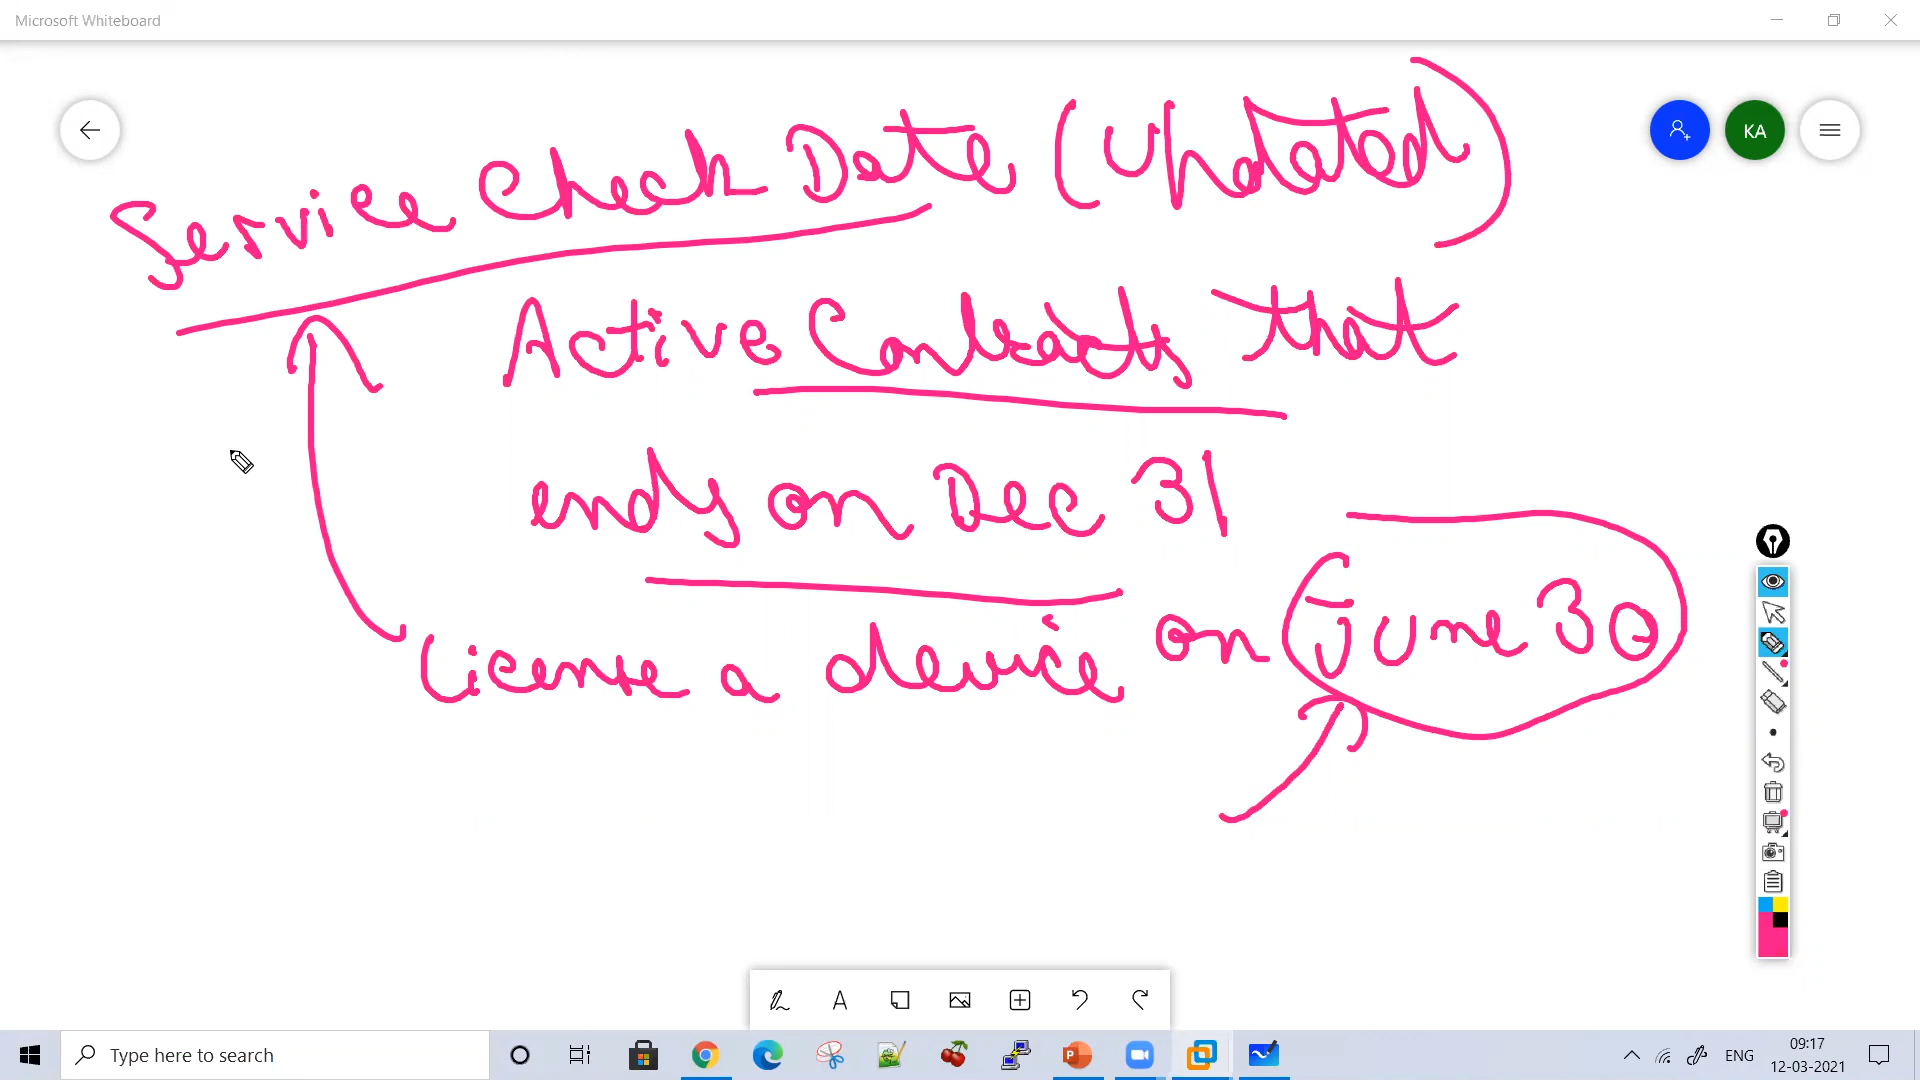 Microsoft Whiteboard
KA
Service Check Date (Updated)
Active Contracts that
ends on Dec 31
License a device on June 30
Type here to search
ENG
09:17
12-03-2021